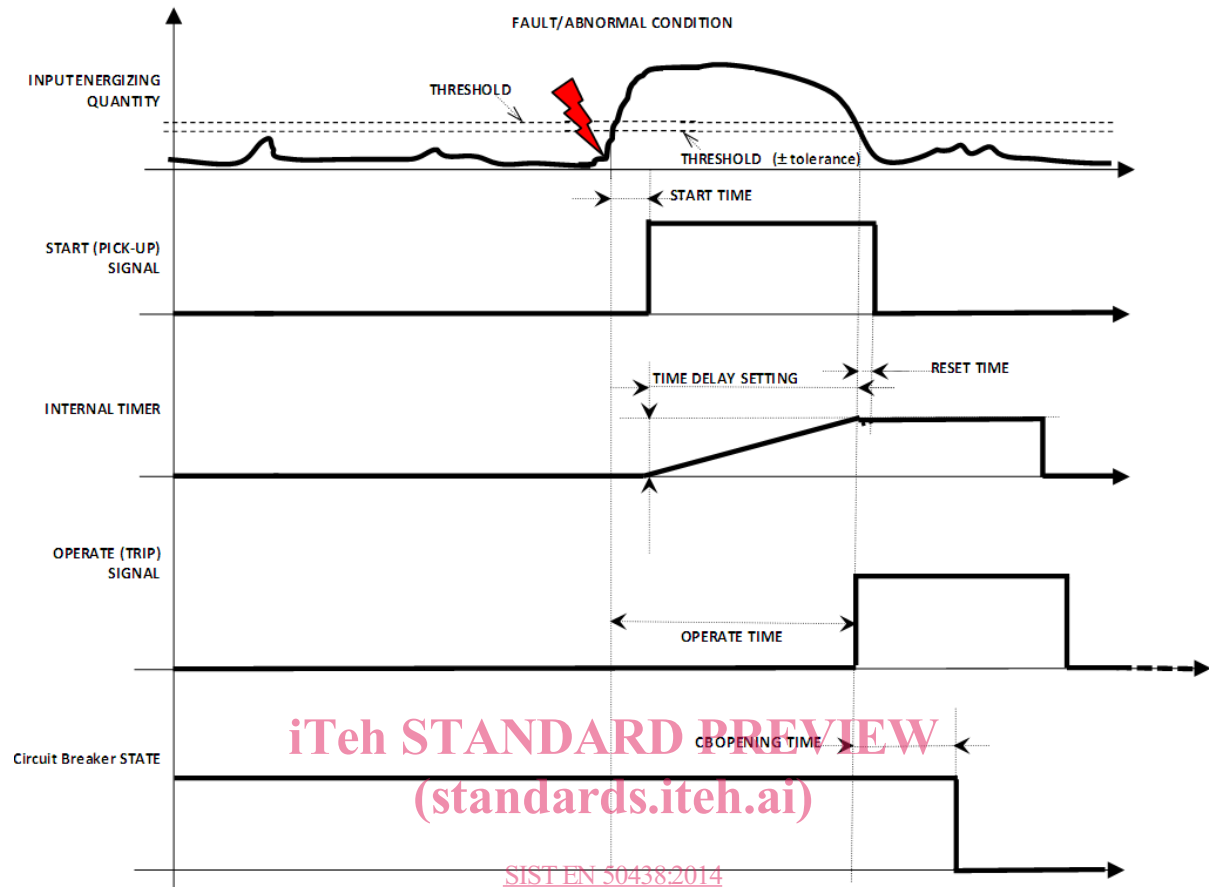 FAULT/ABNORMAL CONDITION
INPUTENERGIZING
QUANTITY
THRESHOLD
THRESHOLD (± tolerance)
START TIME
START (PICK-UP)
SIGNAL
RESET TIME
TIME DELAY SETTING
INTERNAL TIMER
OPERATE (TRIP)
SIGNAL
OPERATE TIME
iTeh STANDARD PREVIEW
CBOPENING TIME
Circuit Breaker STATE
(standards.iteh.ai)
SIST EN 50438:2014